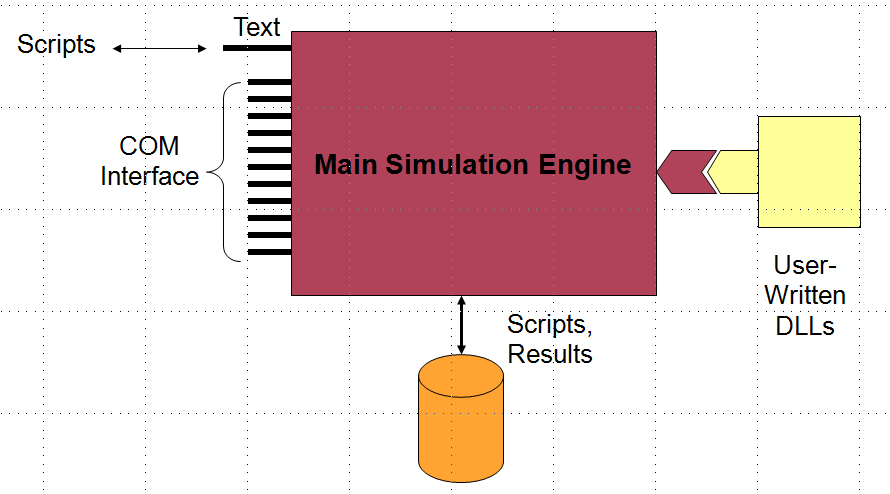 Text
Scripts
COM
Interface
Main Simulation Engine
User-
Written
DLLs
Scripts,
Results